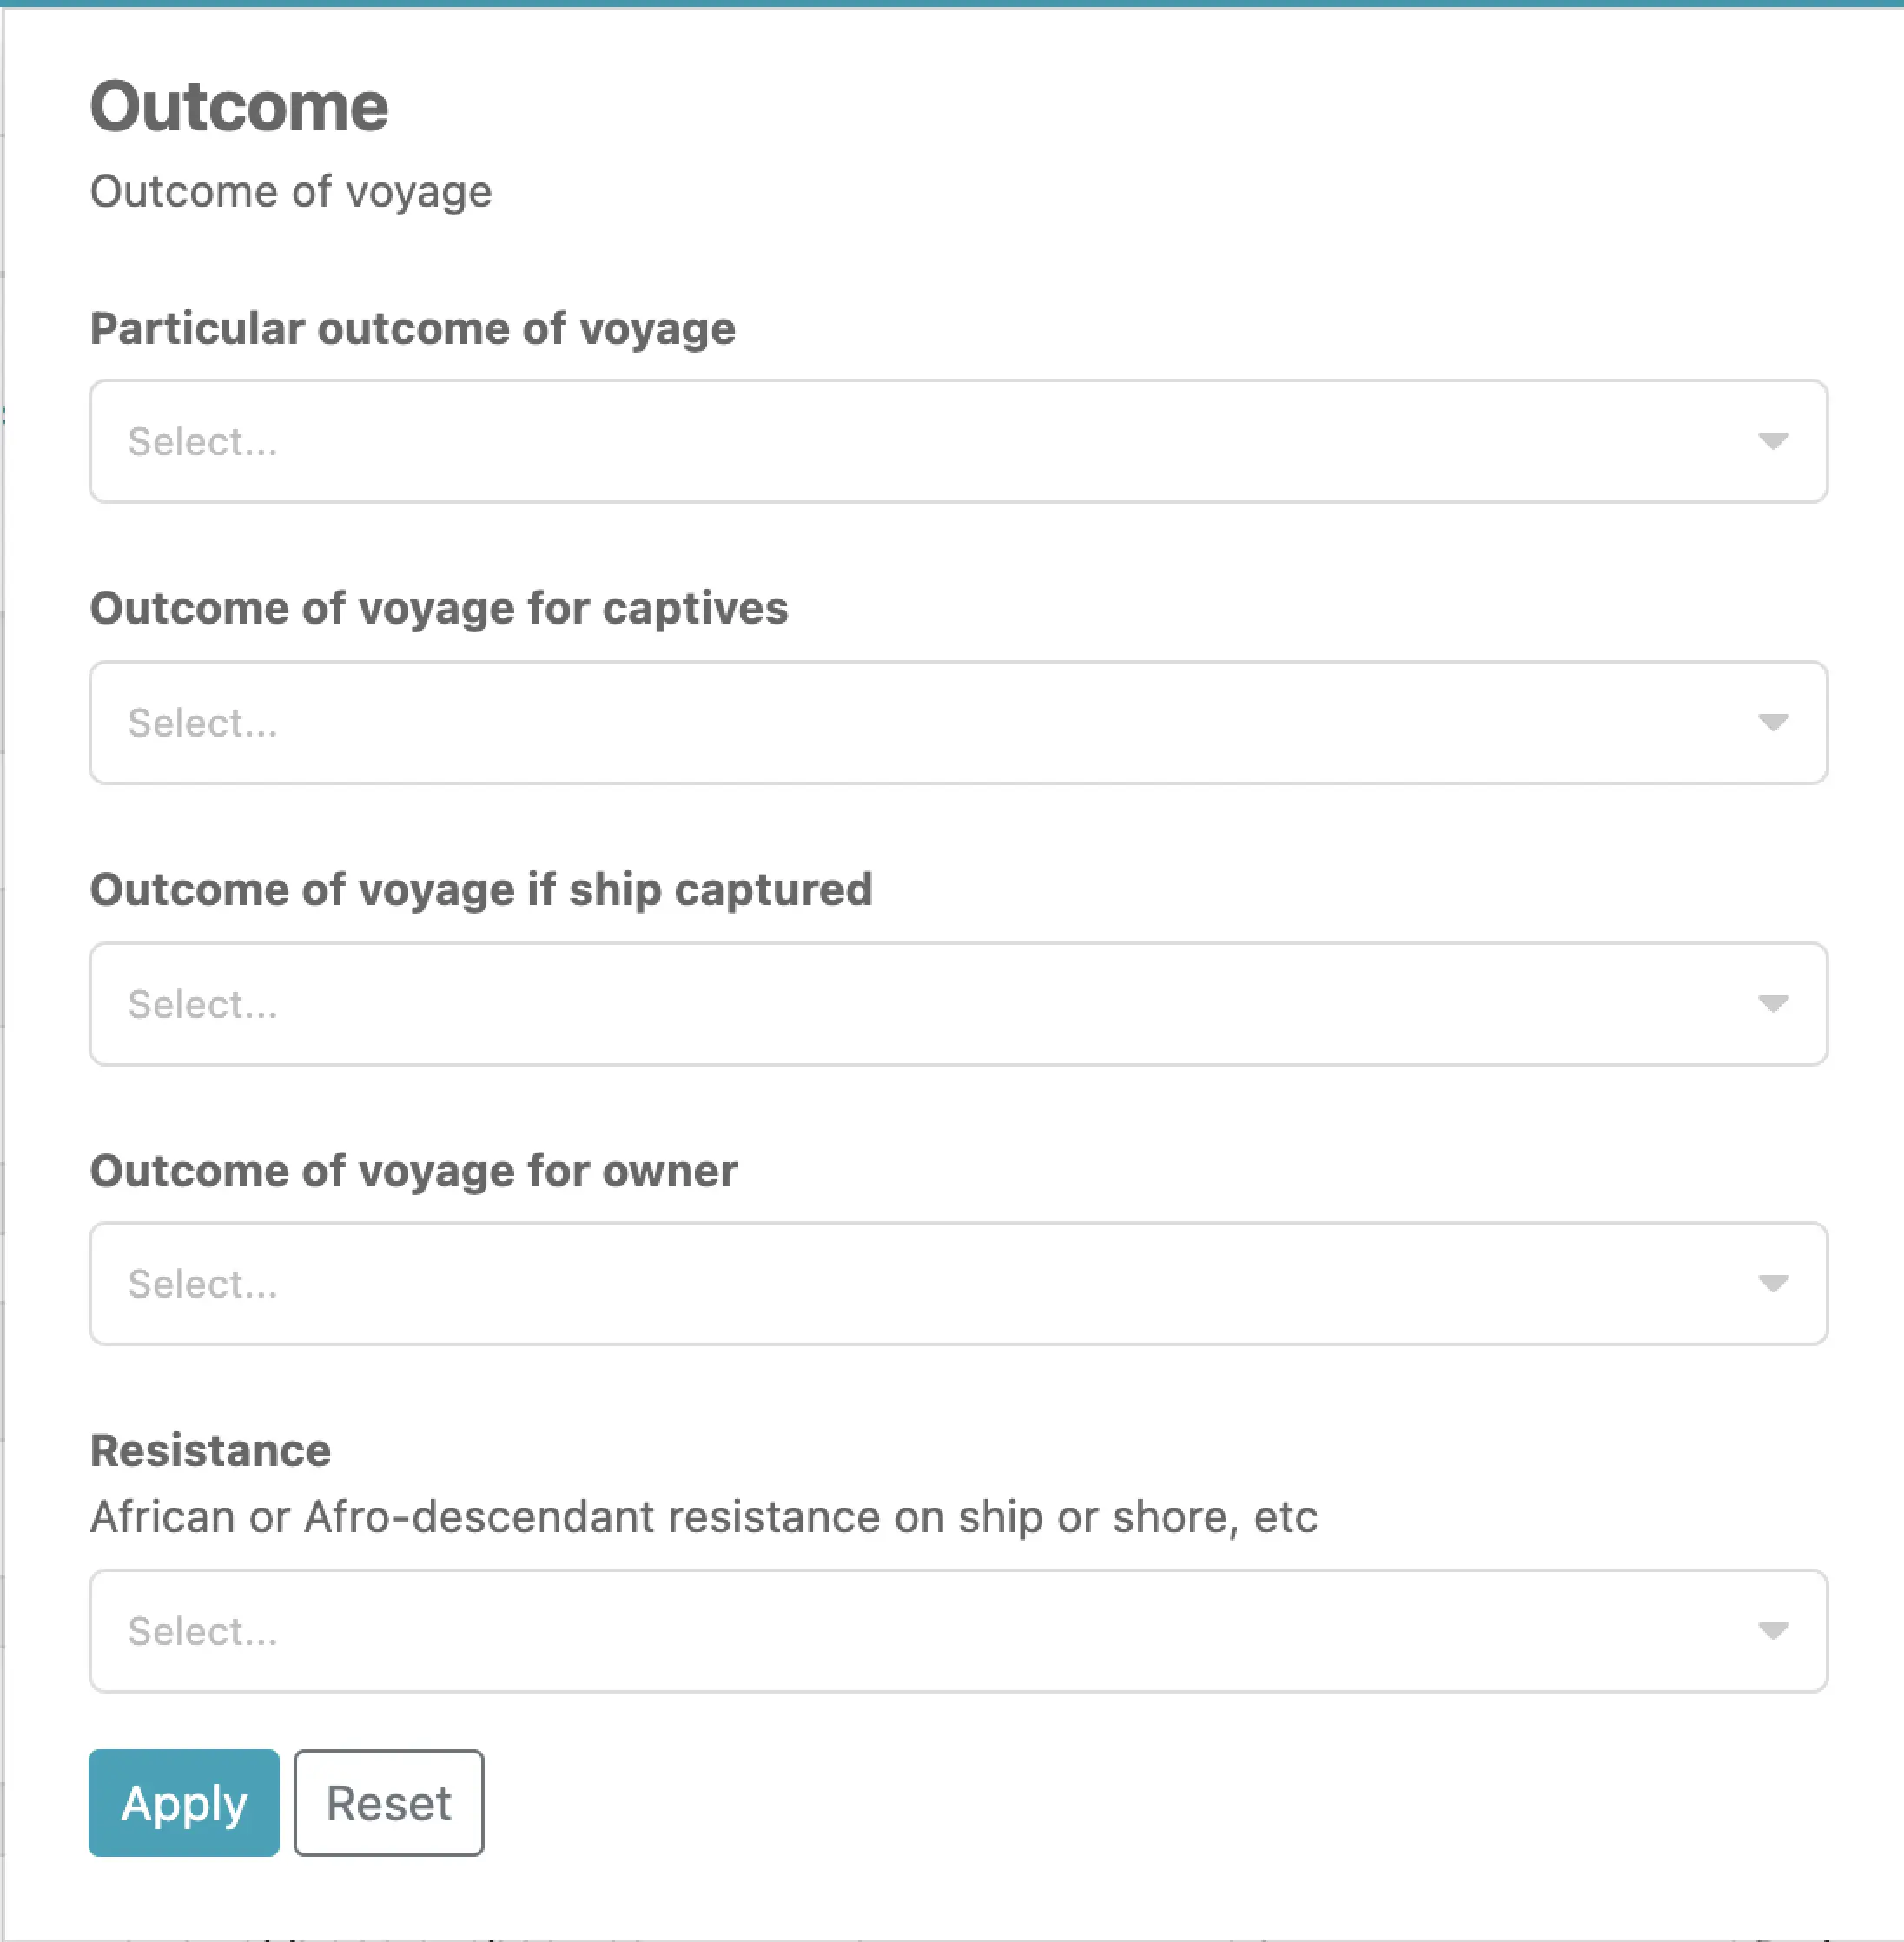 Outcome
Outcome of voyage
Particular outcome of voyage
Select...
Outcome of voyage for captives
Select...
Outcome of voyage if ship captured
Select...
Outcome of voyage for owner
Select...
Resistance
African or Afro-descendant resistance on ship or shore, etc
Select...
Apply Reset